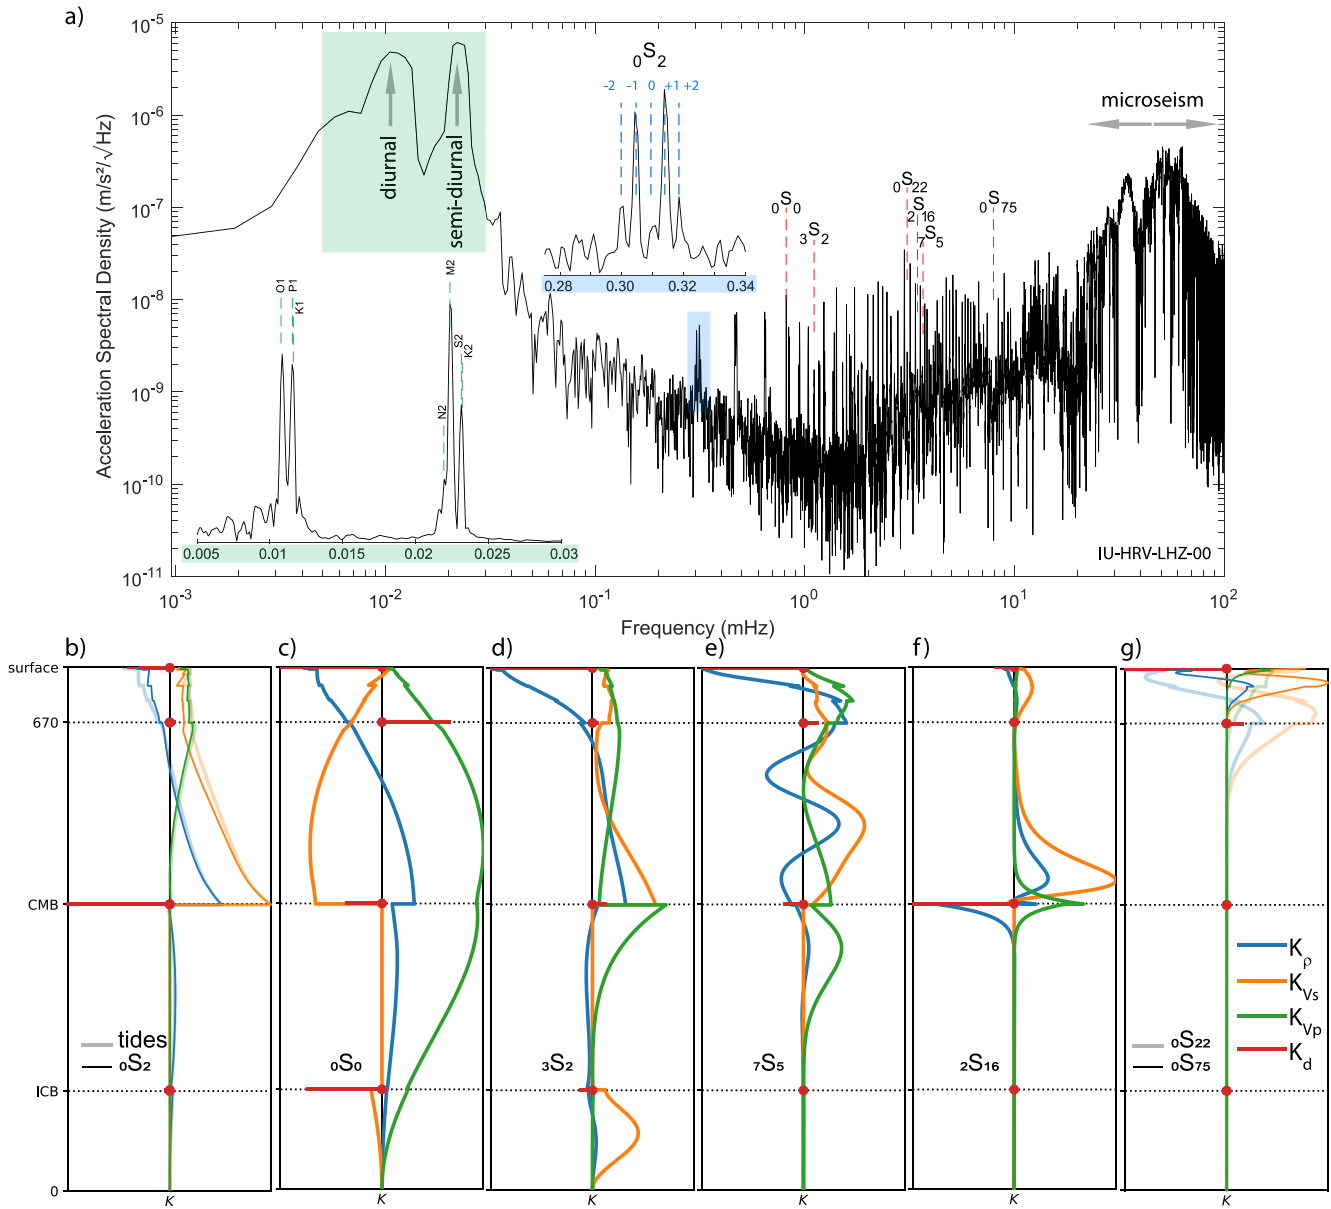 a)
Acceleration Spectral Density (m/s²/√Hz)
10⁻⁵
10⁻⁶
10⁻⁷
10⁻⁸
10⁻⁹
10⁻¹⁰
10⁻¹¹
diurnal
semi-diurnal
₀S₂
-2 -1 0 +1 +2
0.28 0.30 0.32 0.34
microseism
₀S₀
₃S₂
₀S₂₂
₂S₁₆
₇S₅
₀S₇₅
O1
P1
K1
N2
M2
S2
K2
0.005 0.01 0.015 0.02 0.025 0.03
IU-HRV-LHZ-00
10⁻³ 10⁻² 10⁻¹ 10⁰ 10¹ 10²
Frequency (mHz)
b) c) d) e) f) g)
surface
670
CMB
ICB
0
tides
₀S₂
₀S₀
₃S₂
₇S₅
₂S₁₆
₀S₂₂
₀S₇₅
Kρ
K_Vs
K_Vp
K_d
K K K K K K